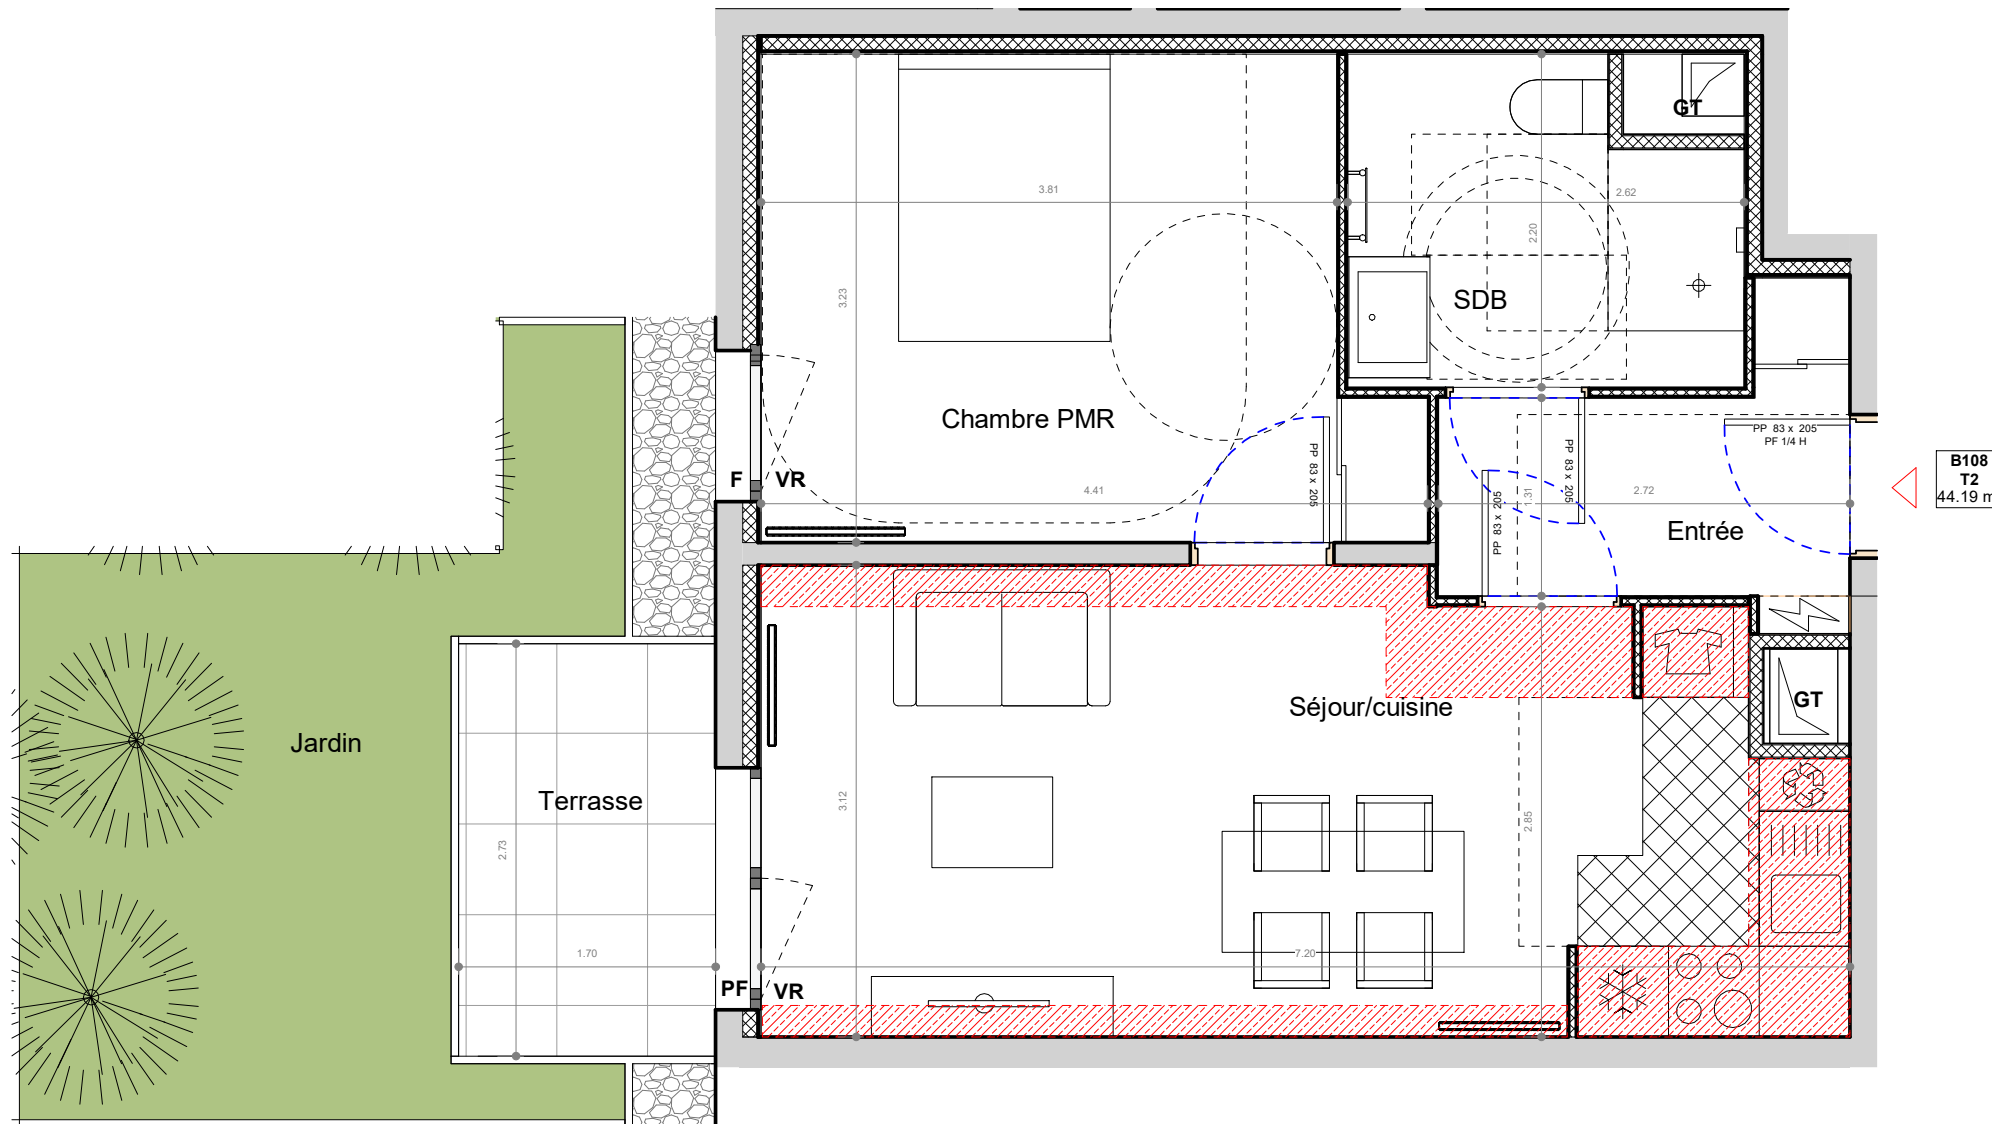 GT
3.81
2.62
2.20
3.23
SDB
Chambre PMR
PP 83 x 205
PF 1/4 H
PP 83 x 205
PP 83 x 205
PP 83 x 205
F
VR
4.41
1.31
2.72
Entrée
B108
T2
44.19 m
Séjour/cuisine
GT
Jardin
Terrasse
3.12
2.85
2.73
1.70
7.20
PF
VR